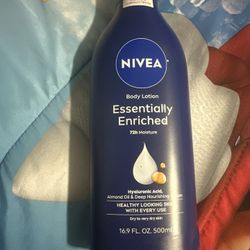 NIVEA
Body Lotion
Essentially
Enriched
72h Moisture
Hyaluronic Acid,
Almond Oil & Deep Nourishing
HEALTHY LOOKING SKIN
WITH EVERY USE
Dry to very dry skin
16.9 FL. OZ. 500ml